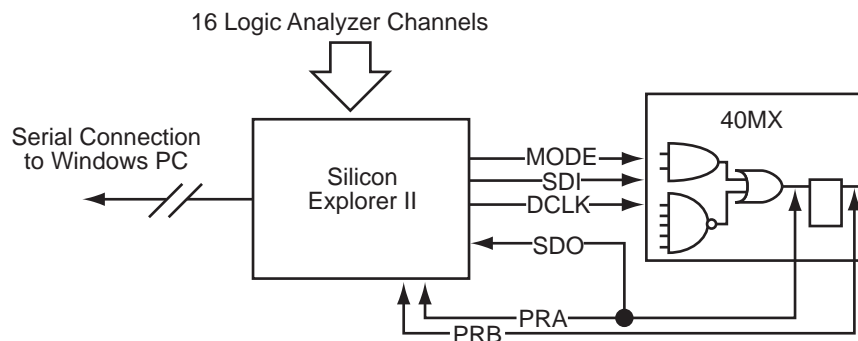 16 Logic Analyzer Channels
Serial Connection
to Windows PC
Silicon
Explorer II
MODE
SDI
DCLK
SDO
PRA
PRB
40MX